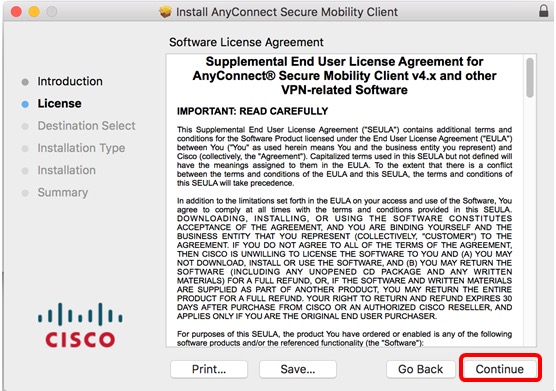 Install AnyConnect Secure Mobility Client
Software License Agreement
Introduction
License
Destination Select
Installation Type
Installation
Summary
Supplemental End User License Agreement for
AnyConnect® Secure Mobility Client v4.x and other
VPN-related Software
IMPORTANT: READ CAREFULLY
This Supplemental End User License Agreement ("SEULA") contains additional terms and
conditions for the Software Product licensed under the End User License Agreement ("EULA")
between You ("You" as used herein means You and the business entity you represent) and
Cisco (collectively, the "Agreement"). Capitalized terms used in this SEULA but not defined will
have the meanings assigned to them in the EULA. To the extent that there is a conflict
between the terms and conditions of the EULA and this SEULA, the terms and conditions of
this SEULA will take precedence.
In addition to the limitations set forth in the EULA on your access and use of the Software, You
agree to comply at all times with the terms and conditions provided in this SEULA.
DOWNLOADING, INSTALLING, OR USING THE SOFTWARE CONSTITUTES
ACCEPTANCE OF THE AGREEMENT, AND YOU ARE BINDING YOURSELF AND THE
BUSINESS ENTITY THAT YOU REPRESENT (COLLECTIVELY, "CUSTOMER") TO THE
AGREEMENT. IF YOU DO NOT AGREE TO ALL OF THE TERMS OF THE AGREEMENT,
THEN CISCO IS UNWILLING TO LICENSE THE SOFTWARE TO YOU AND (A) YOU MAY
NOT DOWNLOAD, INSTALL OR USE THE SOFTWARE, AND (B) YOU MAY RETURN THE
SOFTWARE (INCLUDING ANY UNOPENED CD PACKAGE AND ANY WRITTEN
MATERIALS) FOR A FULL REFUND, OR, IF THE SOFTWARE AND WRITTEN MATERIALS
ARE SUPPLIED AS PART OF ANOTHER PRODUCT, YOU MAY RETURN THE ENTIRE
PRODUCT FOR A FULL REFUND. YOUR RIGHT TO RETURN AND REFUND EXPIRES 30
DAYS AFTER PURCHASE FROM CISCO OR AN AUTHORIZED CISCO RESELLER, AND
APPLIES ONLY IF YOU ARE THE ORIGINAL END USER PURCHASER.
For purposes of this SEULA, the product You have ordered or enabled is any of the following
software products and/or the referenced functionality (the "Software"):
CISCO
Print...
Save...
Go Back
Continue